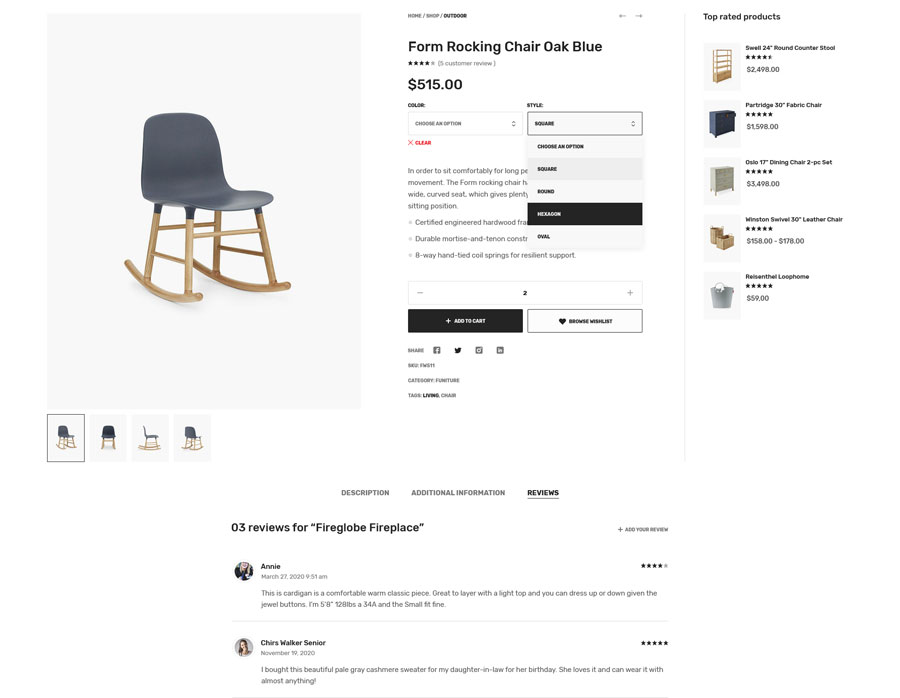 HOME / SHOP / OUTDOOR
Form Rocking Chair Oak Blue
(5 customer review )
$515.00
COLOR:
STYLE:
CHOOSE AN OPTION
SQUARE
CLEAR
CHOOSE AN OPTION
SQUARE
ROUND
HEXAGON
OVAL
In order to sit comfortably for long pe
movement. The Form rocking chair h
wide, curved seat, which gives plenty
sitting position.
Certified engineered hardwood fra
Durable mortise-and-tenon constr
8-way hand-tied coil springs for resilient support.
2
ADD TO CART
BROWSE WISHLIST
SHARE
SKU: FW511
CATEGORY: FUNITURE
TAGS: LIVING, CHAIR
Top rated products
Swell 24" Round Counter Stool
$2,498.00
Partridge 30" Fabric Chair
$1,598.00
Oslo 17" Dining Chair 2-pc Set
$3,498.00
Winston Swivel 30" Leather Chair
$158.00 - $178.00
Reisenthel Loophome
$59.00
DESCRIPTION
ADDITIONAL INFORMATION
REVIEWS
03 reviews for “Fireglobe Fireplace”
ADD YOUR REVIEW
Annie
March 27, 2020 9:51 am
This is cardigan is a comfortable warm classic piece. Great to layer with a light top and you can dress up or down given the
jewel buttons. I'm 5'8" 128lbs a 34A and the Small fit fine.
Chirs Walker Senior
November 19, 2020
I bought this beautiful pale gray cashmere sweater for my daughter-in-law for her birthday. She loves it and can wear it with
almost anything!